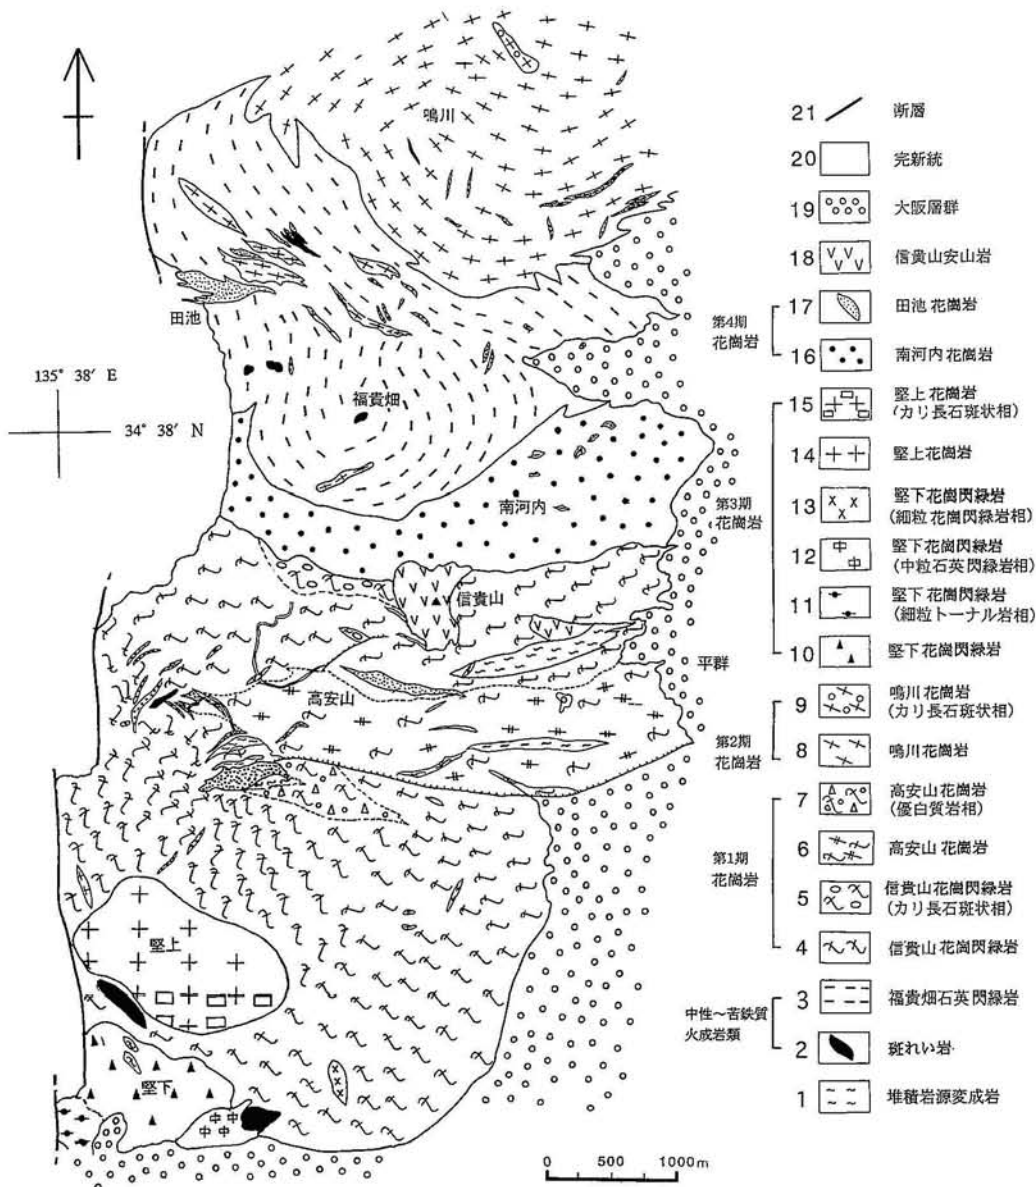 鳴川
田池
福貴畑
135° 38′ E
34° 38′ N
南河内
信貴山
平群
高安山
堅上
堅下
0 500 1000m
21 断層
20 完新統
19 大阪層群
18 信貴山安山岩
第4期
花崗岩
17 田池花崗岩
16 南河内花崗岩
第3期
花崗岩
15 堅上花崗岩
(カリ長石斑状相)
14 堅上花崗岩
13 堅下花崗閃緑岩
(細粒花崗閃緑岩相)
12 堅下花崗閃緑岩
(中粒石英閃緑岩相)
11 堅下花崗閃緑岩
(細粒トーナル岩相)
10 堅下花崗閃緑岩
第2期
花崗岩
9 鳴川花崗岩
(カリ長石斑状相)
8 鳴川花崗岩
第1期
花崗岩
7 高安山花崗岩
(優白質岩相)
6 高安山花崗岩
5 信貴山花崗閃緑岩
(カリ長石斑状相)
4 信貴山花崗閃緑岩
中性～苦鉄質
火成岩類
3 福貴畑石英閃緑岩
2 斑れい岩
1 堆積岩源変成岩